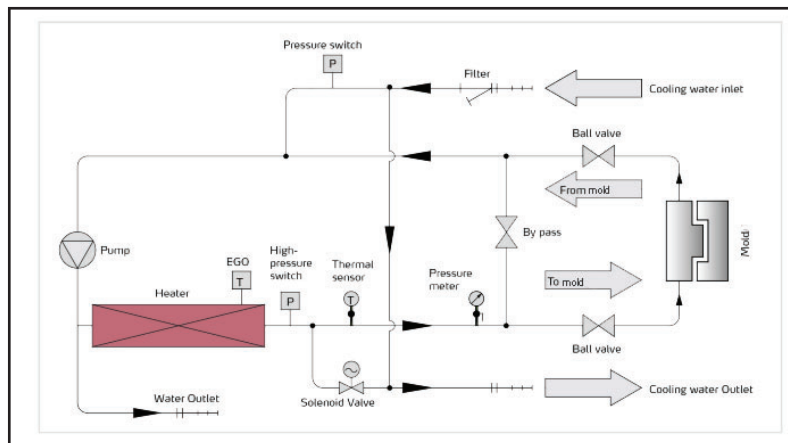 Pressure switch
P
Filter
Cooling water inlet
Ball valve
From mold
Pump
EGO
T
High-
pressure
switch
Thermal
sensor
T
Pressure
meter
By pass
Mold
To mold
Heater
P
Ball valve
Water Outlet
Solenoid Valve
Cooling water Outlet